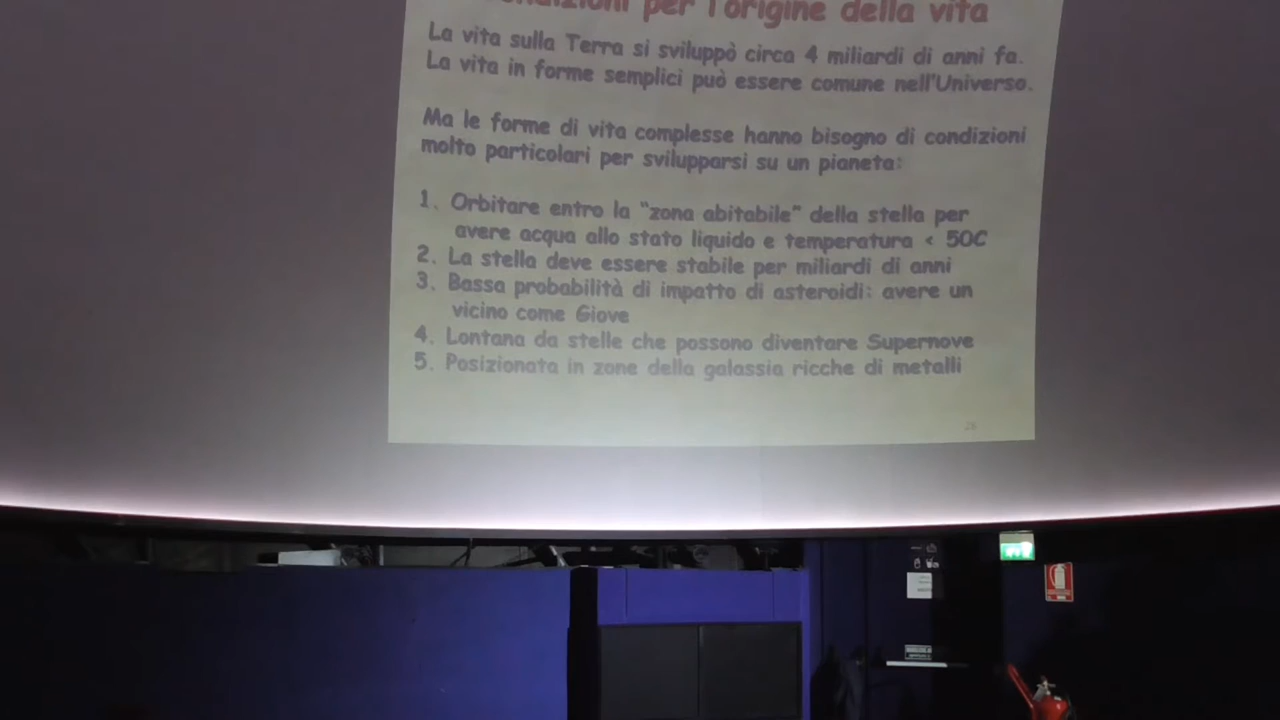 per l'origine della vita
La vita sulla Terra si sviluppò circa 4 miliardi di anni fa.
La vita in forme semplici può essere comune nell'Universo.
Ma le forme di vita complesse hanno bisogno di condizioni
molto particolari per svilupparsi su un pianeta:
1. Orbitare entro la "zona abitabile" della stella per
avere acqua allo stato liquido e temperatura < 50C
2. La stella deve essere stabile per miliardi di anni
3. Bassa probabilità di impatto di asteroidi: avere un
vicino come Giove
4. Lontana da stelle che possono diventare Supernove
5. Posizionata in zone della galassia ricche di metalli